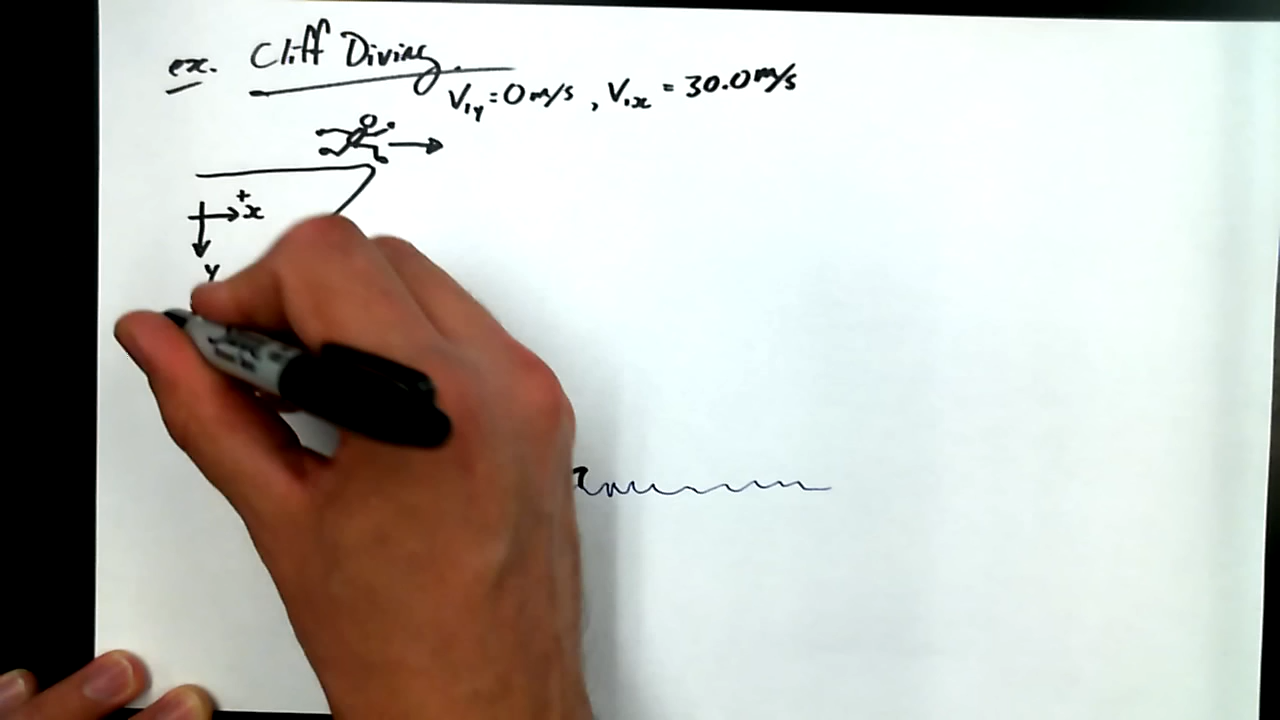 ex. Cliff Diving.
V1y = 0 m/s , V1x = 30.0 m/s
+
x
y